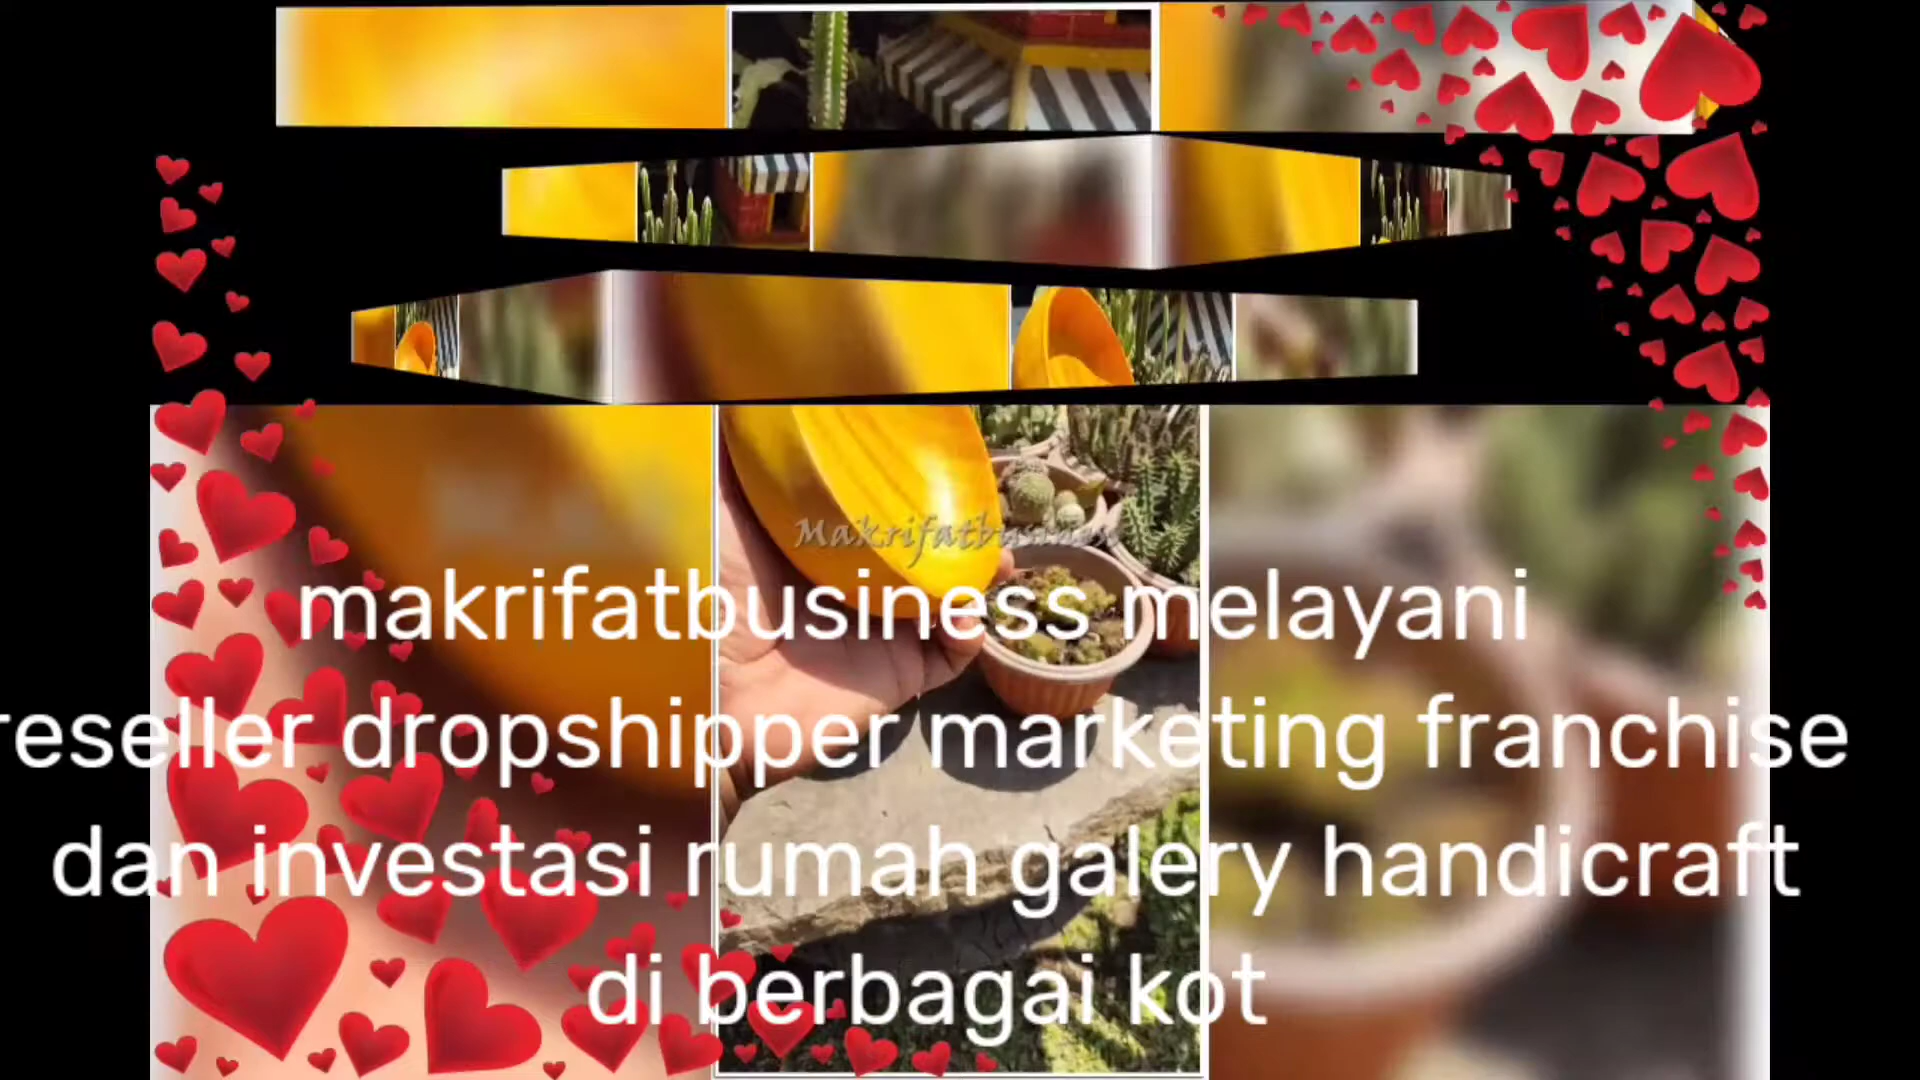 Makrifatbusiness
makrifatbusiness melayani
reseller dropshipper marketing franchise
dan investasi rumah galery handicraft
di berbagai kot